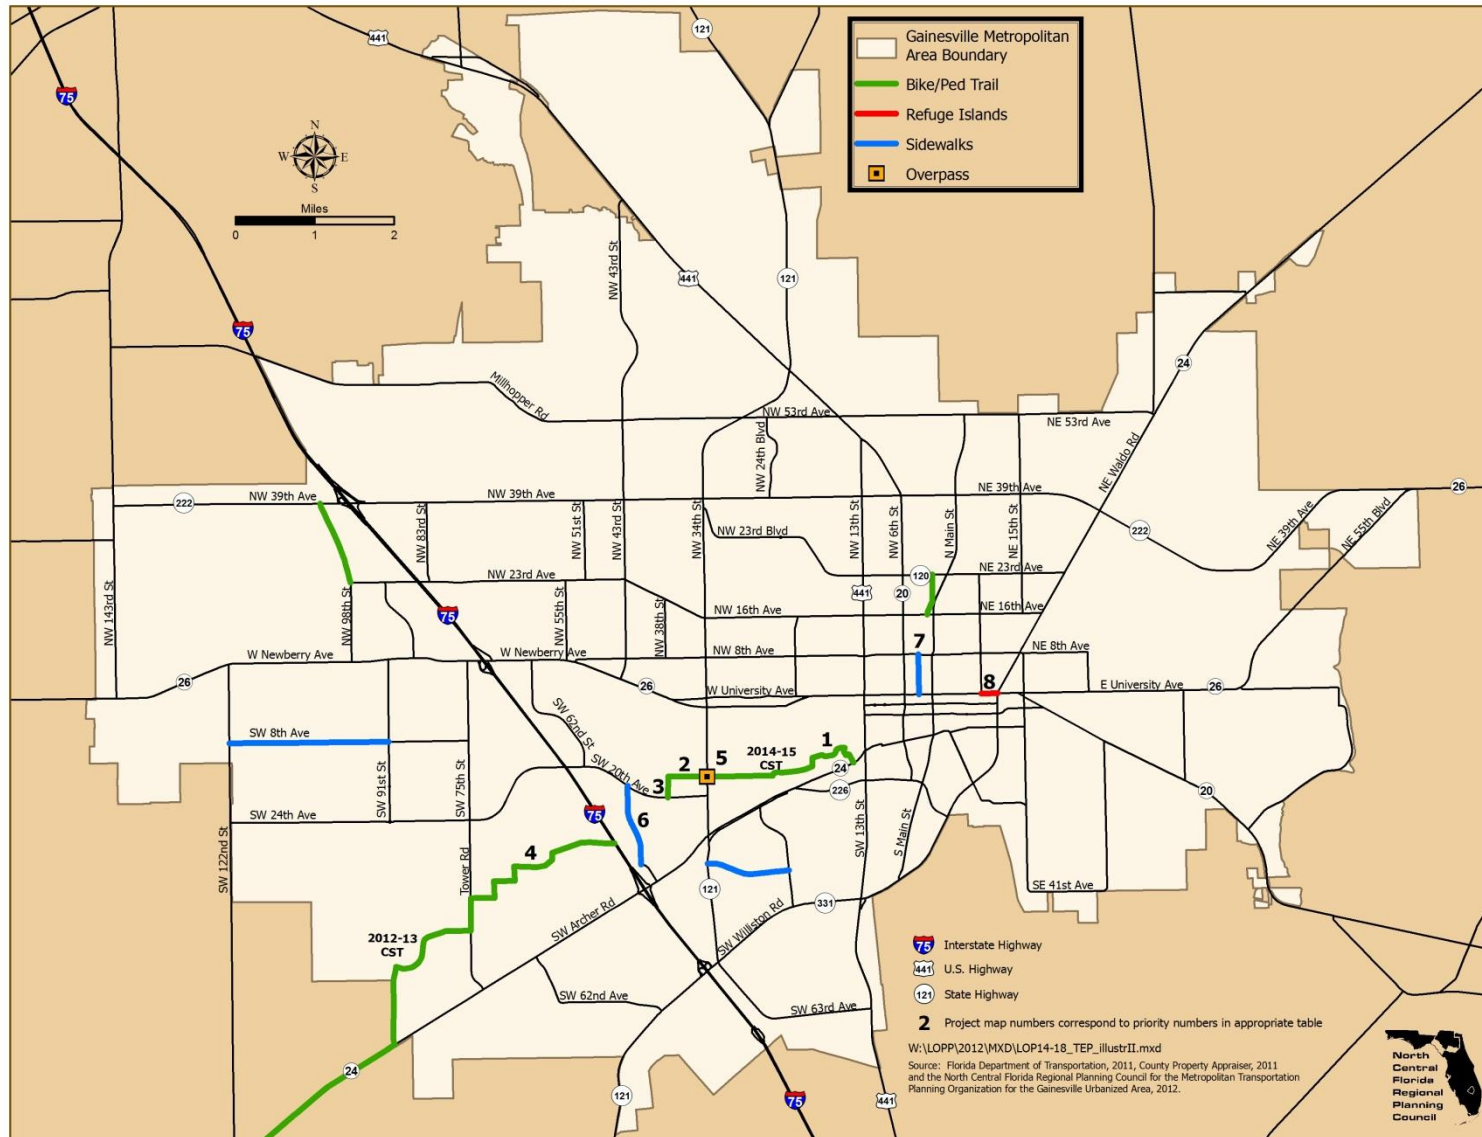 441
121
Gainesville Metropolitan
Area Boundary
Bike/Ped Trail
Refuge Islands
Sidewalks
Overpass
75
N
W E
S
Miles
0 1 2
NW 43rd St
441
121
75
24
Millhopper Rd
NW 53rd Ave
NE 53rd Ave
NW 24th Blvd
NE Waldo Rd
26
222
NW 39th Ave
NW 39th Ave
NE 39th Ave
NW 83rd St
NW 51st St
NW 43rd St
NW 34th St
NW 23rd Blvd
NW 13th St
NW 6th St
N Main St
NE 15th St
222
NE 39th Ave
NE 55th Blvd
NW 143rd St
NW 98th St
NW 23rd Ave
120
NE 23rd Ave
441
20
75
NW 55th St
NW 38th St
NW 16th Ave
NE 16th Ave
7
W Newberry Ave
W Newberry Ave
NW 8th Ave
NE 8th Ave
26
26
W University Ave
8
E University Ave
26
SW 62nd St
SW 8th Ave
2014-15
CST
1
2
5
3
SW 20th Ave
24
226
20
SW 91st St
SW 75th St
SW 24th Ave
75
6
SW 122nd St
4
Tower Rd
SW 13th St
S Main St
121
SE 41st Ave
331
SW Archer Rd
SW Williston Rd
2012-13
CST
SW 62nd Ave
SW 63rd Ave
24
121
75
441
75 Interstate Highway
441 U.S. Highway
121 State Highway
2 Project map numbers correspond to priority numbers in appropriate table
W:\LOPP\2012\MXD\LOP14-18_TEP_illustrII.mxd
Source: Florida Department of Transportation, 2011, County Property Appraiser, 2011
and the North Central Florida Regional Planning Council for the Metropolitan Transportation
Planning Organization for the Gainesville Urbanized Area, 2012.
North
Central
Florida
Regional
Planning
Council